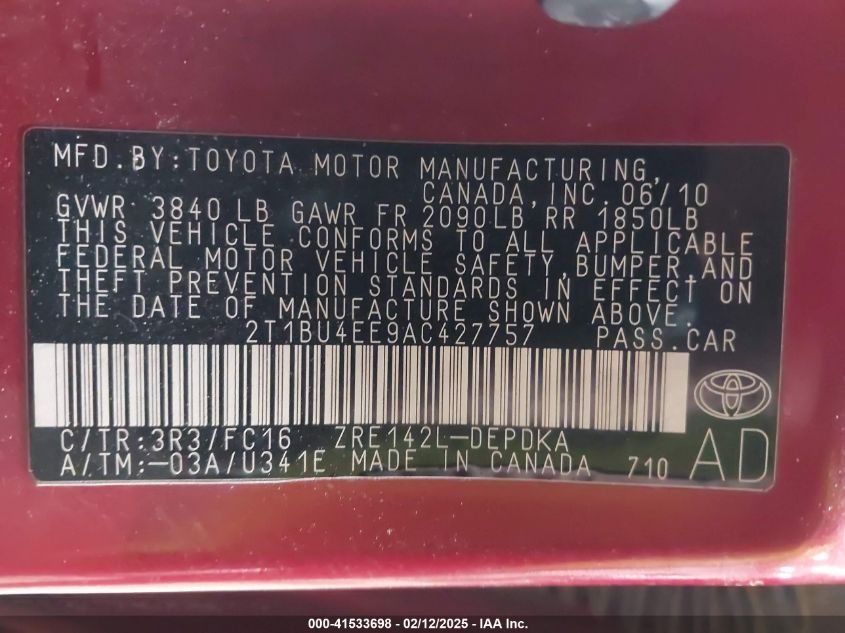 MFD.BY:TOYOTA MOTOR MANUFACTURING,
CANADA, INC. 06/10
GVWR 3840 LB GAWR FR 2090LB RR 1850LB
THIS VEHICLE CONFORMS TO ALL APPLICABLE
FEDERAL MOTOR VEHICLE SAFETY,BUMPER,AND
THEFT PREVENTION STANDARDS IN EFFECT ON
THE DATE OF MANUFACTURE SHOWN ABOVE.
2T1BU4EE9AC427757 PASS.CAR
C/TR:3R3/FC16 ZRE142L-DEPDKA
A/TM:-03A/U341E MADE IN CANADA 710 AD
000-41533698 - 02/12/2025 - IAA Inc.